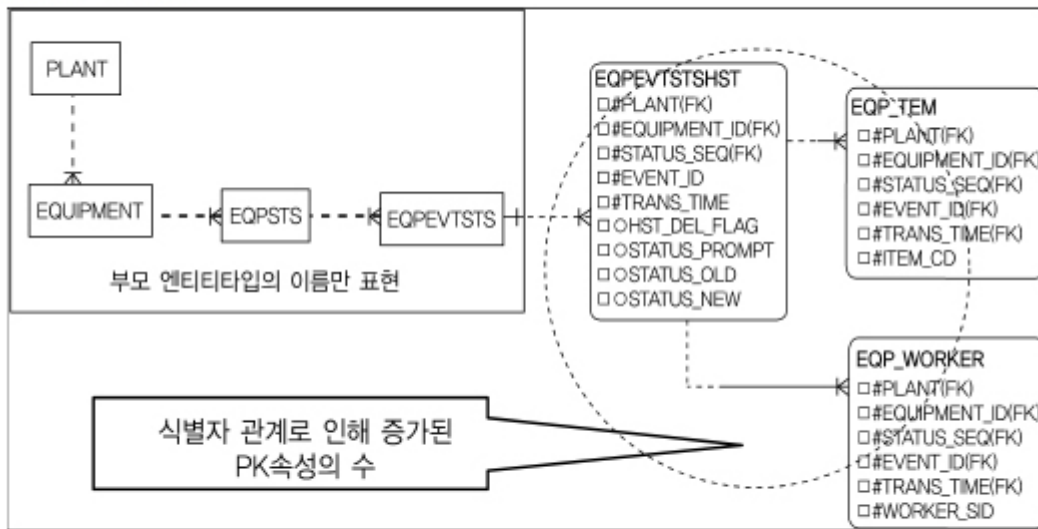 PLANT
EQUIPMENT
EQPSTS
EQPEVTSTS
부모 엔티티타입의 이름만 표현
EQPEVTSTSHST
□#PLANT(FK)
□#EQUIPMENT_ID(FK)
□#STATUS_SEQ(FK)
□#EVENT_ID
□#TRANS_TIME
□○HST_DEL_FLAG
□○STATUS_PROMPT
□○STATUS_OLD
□○STATUS_NEW
EQP_TEM
□#PLANT(FK)
□#EQUIPMENT_ID(FK)
□#STATUS_SEQ(FK)
□#EVENT_ID(FK)
□#TRANS_TIME(FK)
□#ITEM_CD
EQP_WORKER
□#PLANT(FK)
□#EQUIPMENT_ID(FK)
□#STATUS_SEQ(FK)
□#EVENT_ID(FK)
□#TRANS_TIME(FK)
□#WORKER_SID
식별자 관계로 인해 증가된
PK속성의 수